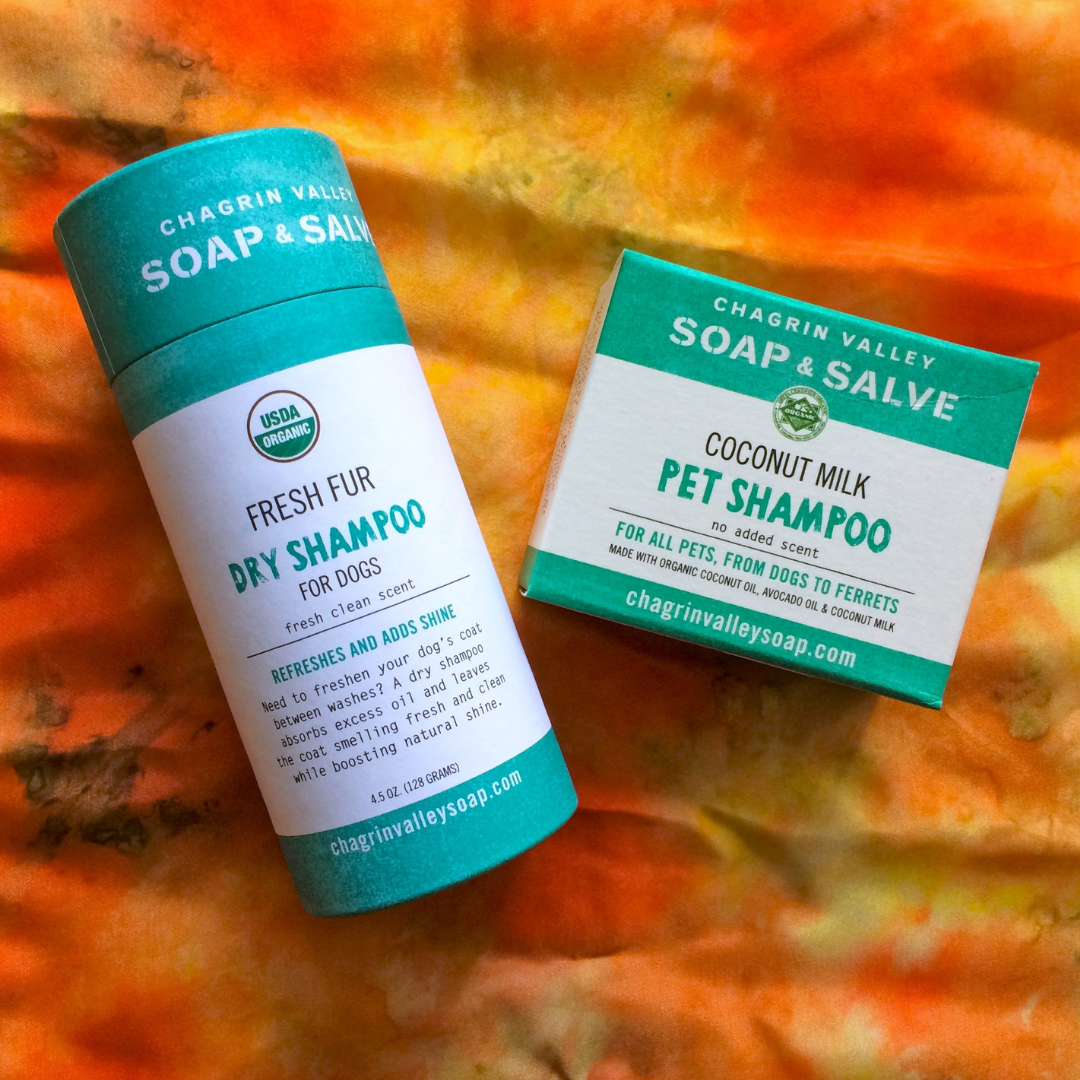 CHAGRIN VALLEY
SOAP & SALVE
USDA
ORGANIC
FRESH FUR
DRY SHAMPOO
FOR DOGS
fresh clean scent
REFRESHES AND ADDS SHINE
Need to freshen your dog's coat
between washes? A dry shampoo
absorbs excess oil and leaves
the coat smelling fresh and clean
while boosting natural shine.
4.5 OZ. (128 GRAMS)
chagrinvalleysoap.com
CHAGRIN VALLEY
SOAP & SALVE
ORGANIC
COCONUT MILK
PET SHAMPOO
no added scent
FOR ALL PETS, FROM DOGS TO FERRETS
MADE WITH ORGANIC COCONUT OIL, AVOCADO OIL & COCONUT MILK
chagrinvalleysoap.com